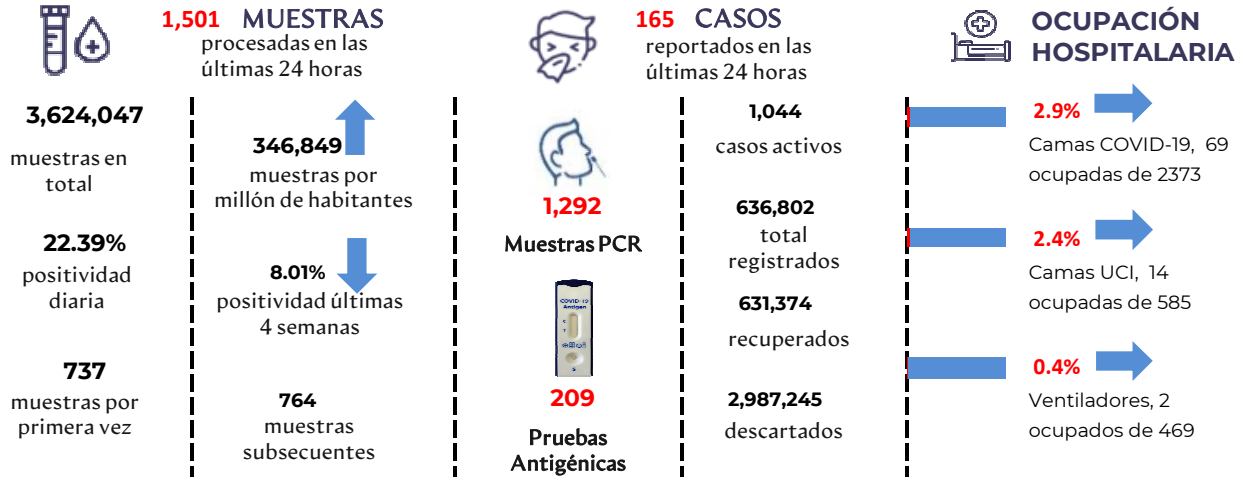 1,501 MUESTRAS
procesadas en las
últimas 24 horas
3,624,047
muestras en
total
22.39%
positividad
diaria
737
muestras por
primera vez
346,849
muestras por
millón de habitantes
8.01%
positividad últimas
4 semanas
764
muestras
subsecuentes
165 CASOS
reportados en las
últimas 24 horas
1,292
Muestras PCR
COVID-19
Antigen
C
T
S
209
Pruebas
Antigénicas
1,044
casos activos
636,802
total
registrados
631,374
recuperados
2,987,245
descartados
OCUPACIÓN
HOSPITALARIA
2.9%
Camas COVID-19, 69
ocupadas de 2373
2.4%
Camas UCI, 14
ocupadas de 585
0.4%
Ventiladores, 2
ocupados de 469